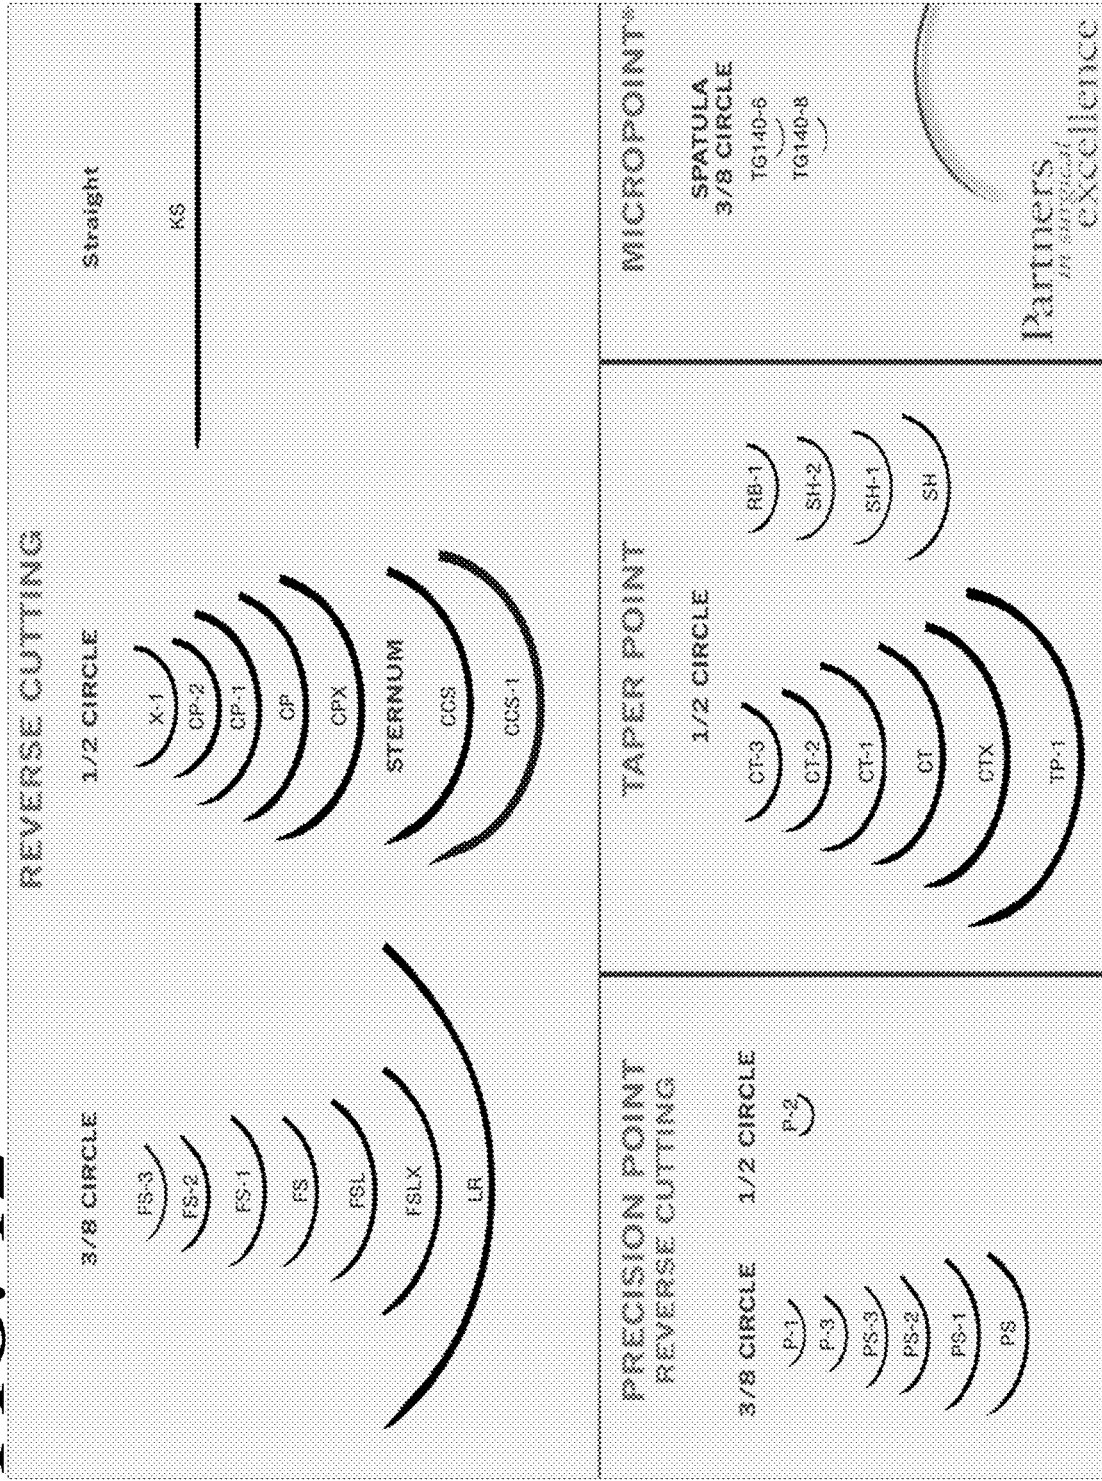 REVERSE CUTTING
3/8 CIRCLE
FS-3
FS-2
FS-1
FS
FSL
FSLX
LR
1/2 CIRCLE
X-1
CP-2
CP-1
CP
CPX
STERNUM
CCS
CCS-1
Straight
KS
PRECISION POINT
REVERSE CUTTING
3/8 CIRCLE
P-1
P-3
PS-3
PS-2
PS-1
PS
1/2 CIRCLE
P-2
TAPER POINT
1/2 CIRCLE
CT-3
CT-2
CT-1
CT
CTX
TP-1
RB-1
SH-2
SH-1
SH
MICROPOINT®
SPATULA
3/8 CIRCLE
TG140-6
TG140-8
Partners
in surgical
excellence